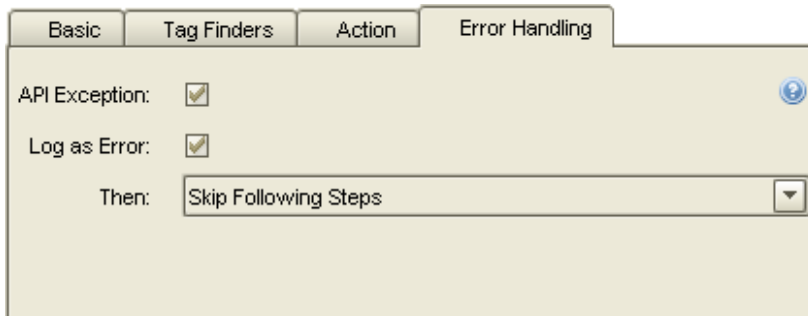 Basic Tag Finders Action Error Handling
API Exception:
?
Log as Error:
Then: Skip Following Steps